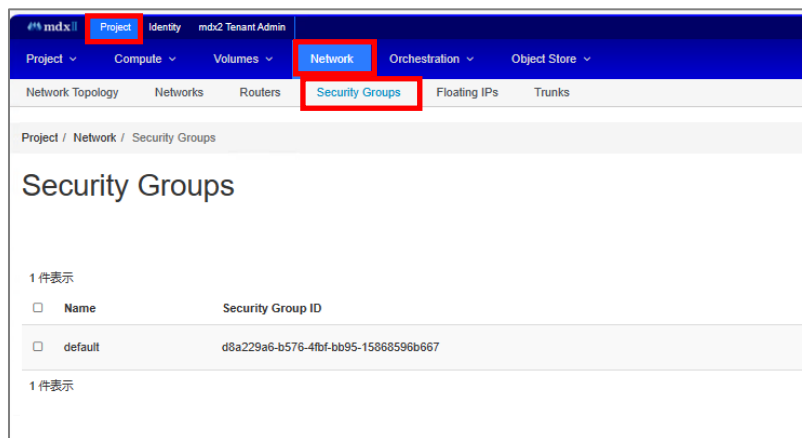 mdxII Project Identity mdx2 Tenant Admin
Project Compute Volumes Network Orchestration Object Store
Network Topology Networks Routers Security Groups Floating IPs Trunks
Project / Network / Security Groups
Security Groups
1 件表示
Name Security Group ID
default d8a229a6-b576-4fbf-bb95-15868596b667
1 件表示